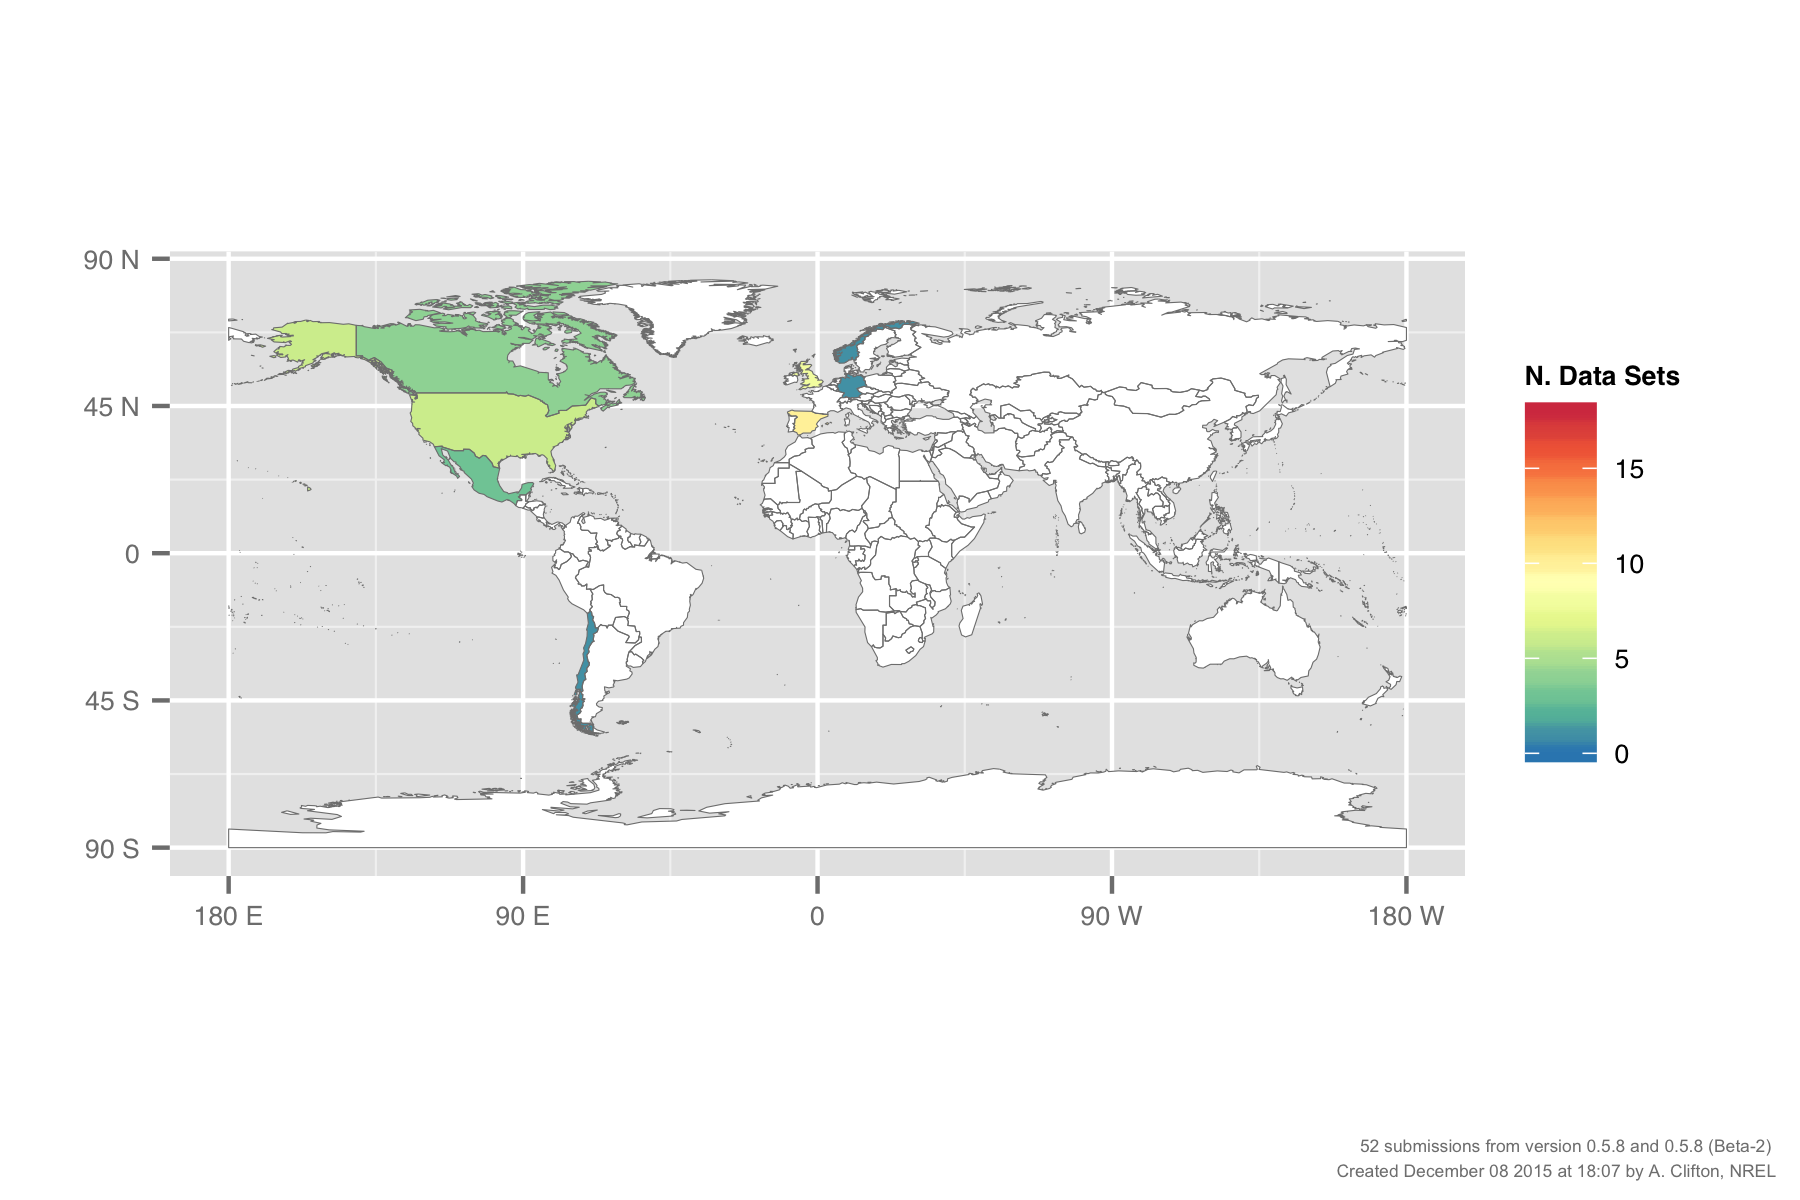 90 N
45 N
0
45 S
90 S
180 E
90 E
0
90 W
180 W
N. Data Sets
15
10
5
0
52 submissions from version 0.5.8 and 0.5.8 (Beta-2)
Created December 08 2015 at 18:07 by A. Clifton, NREL